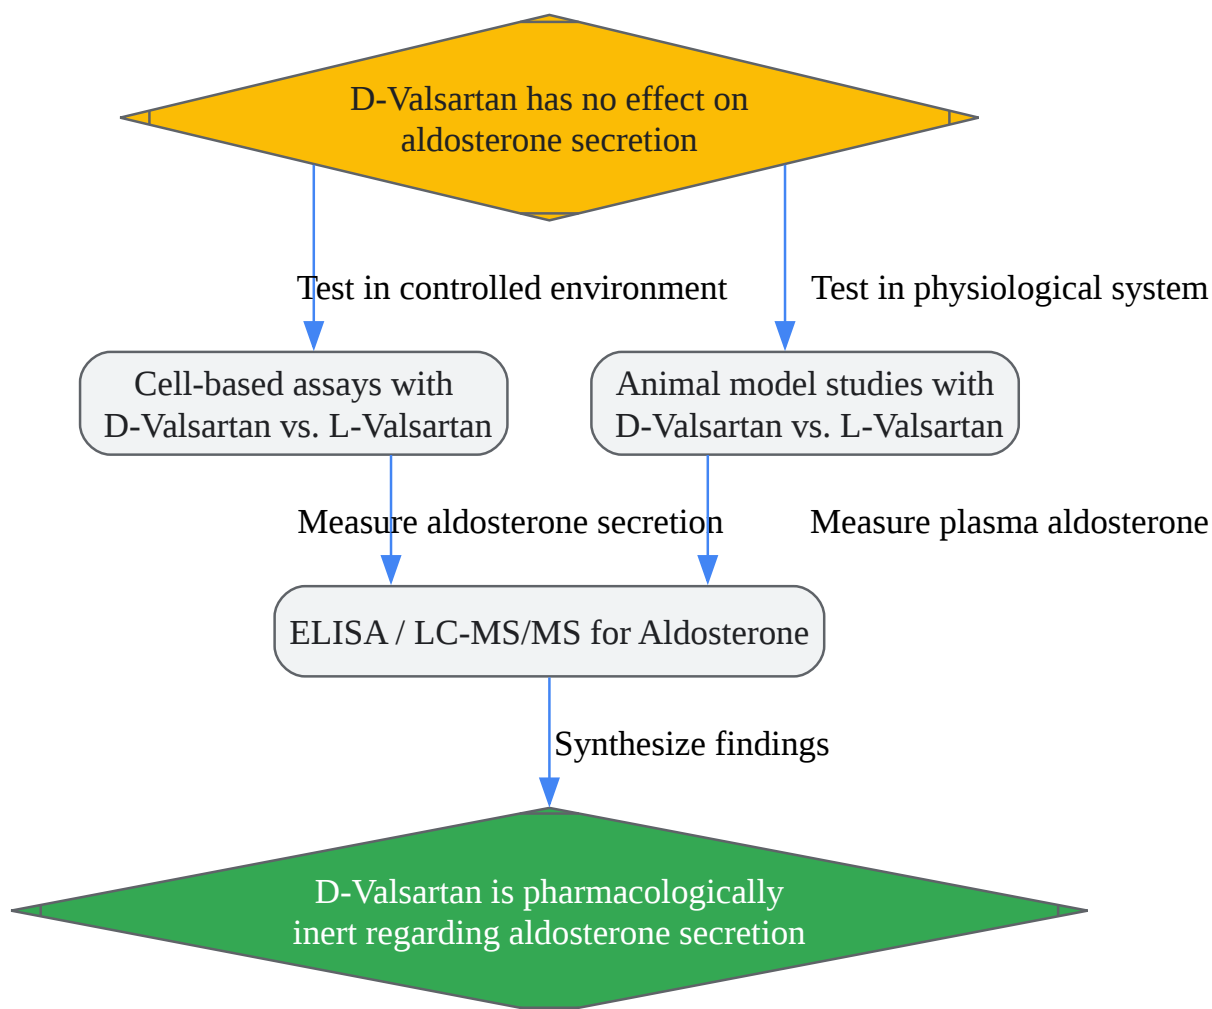 D-Valsartan has no effect on
aldosterone secretion
Test in controlled environment
Test in physiological system
Cell-based assays with
D-Valsartan vs. L-Valsartan
Animal model studies with
D-Valsartan vs. L-Valsartan
Measure aldosterone secretion
Measure plasma aldosterone
ELISA / LC-MS/MS for Aldosterone
Synthesize findings
D-Valsartan is pharmacologically
inert regarding aldosterone secretion